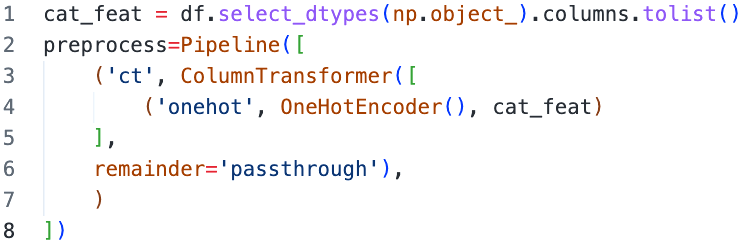 1 cat_feat = df.select_dtypes(np.object_).columns.tolist()
2 preprocess=Pipeline([
3     ('ct', ColumnTransformer([
4         ('onehot', OneHotEncoder(), cat_feat)
5     ],
6     remainder='passthrough'),
7     )
8 ])